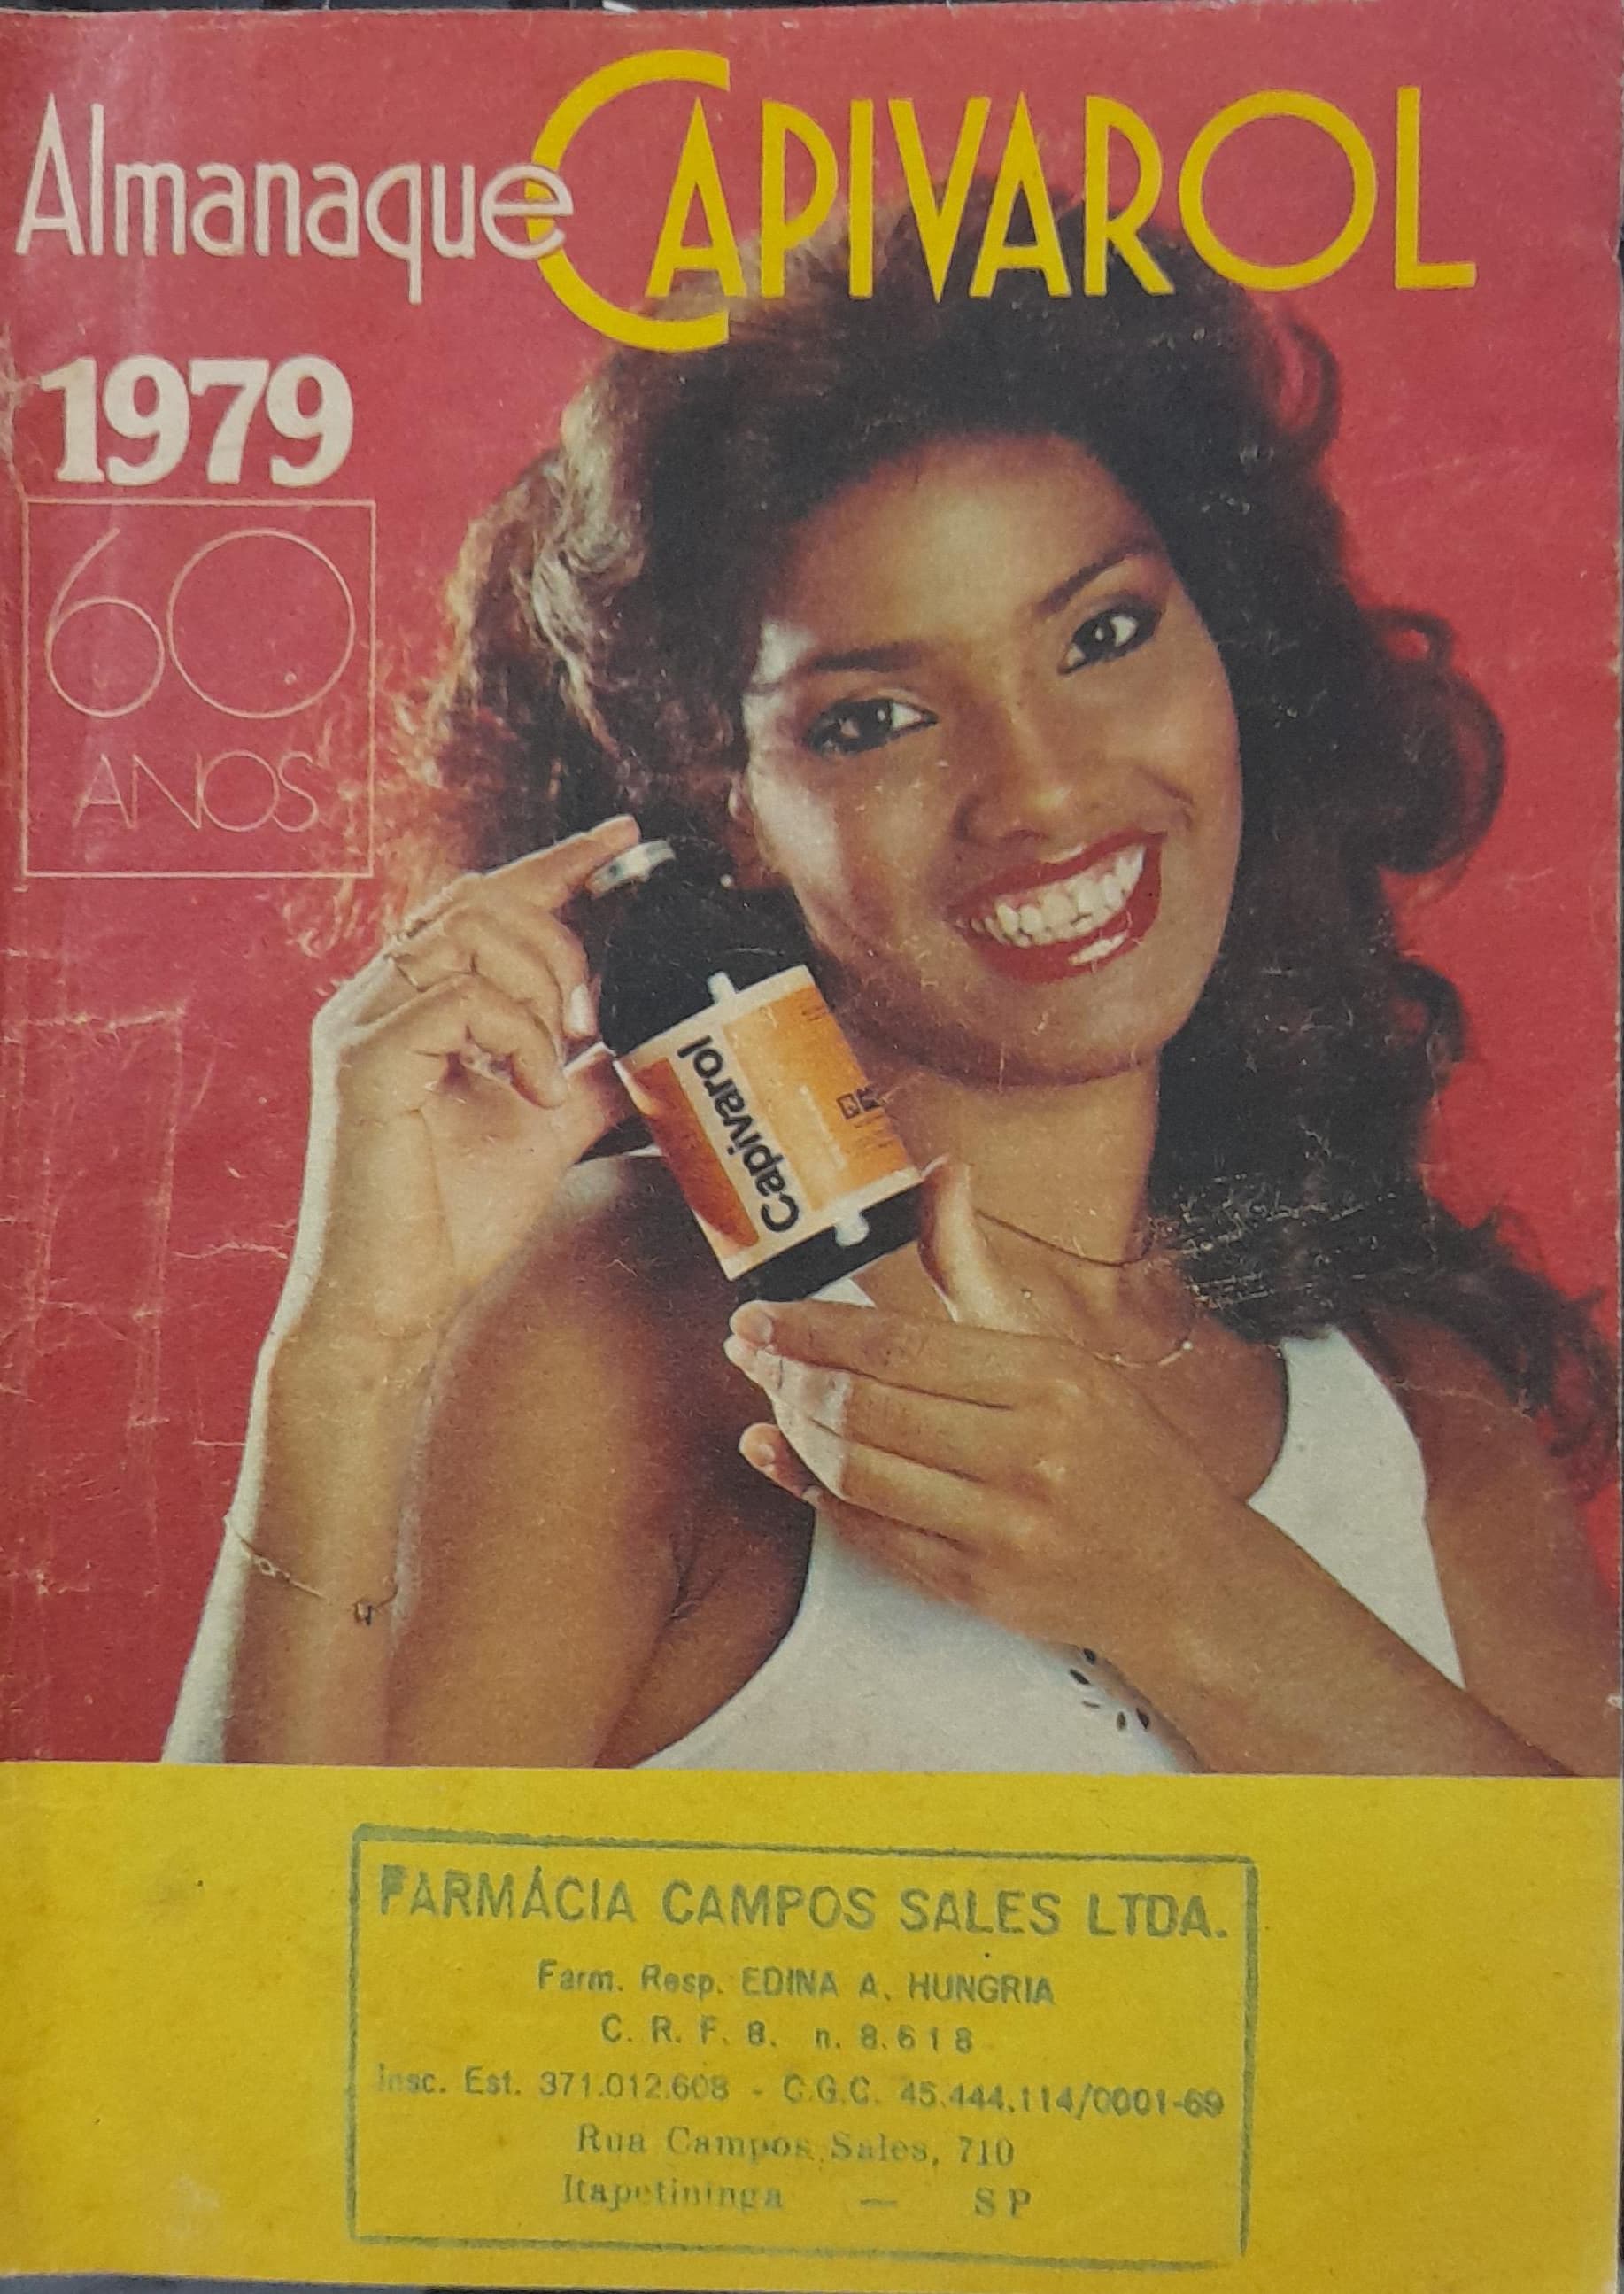 Almanaque CAPIVAROL
1979
60
ANOS
Capivarol
FARMÁCIA CAMPOS SALES LTDA.
Farm. Resp. EDINA A. HUNGRIA
C. R. F. 8. n. 8.618
Insc. Est. 371.012.608 - C.G.C. 45.444.114/0001-69
Rua Campos Sales, 710
Itapetininga — SP